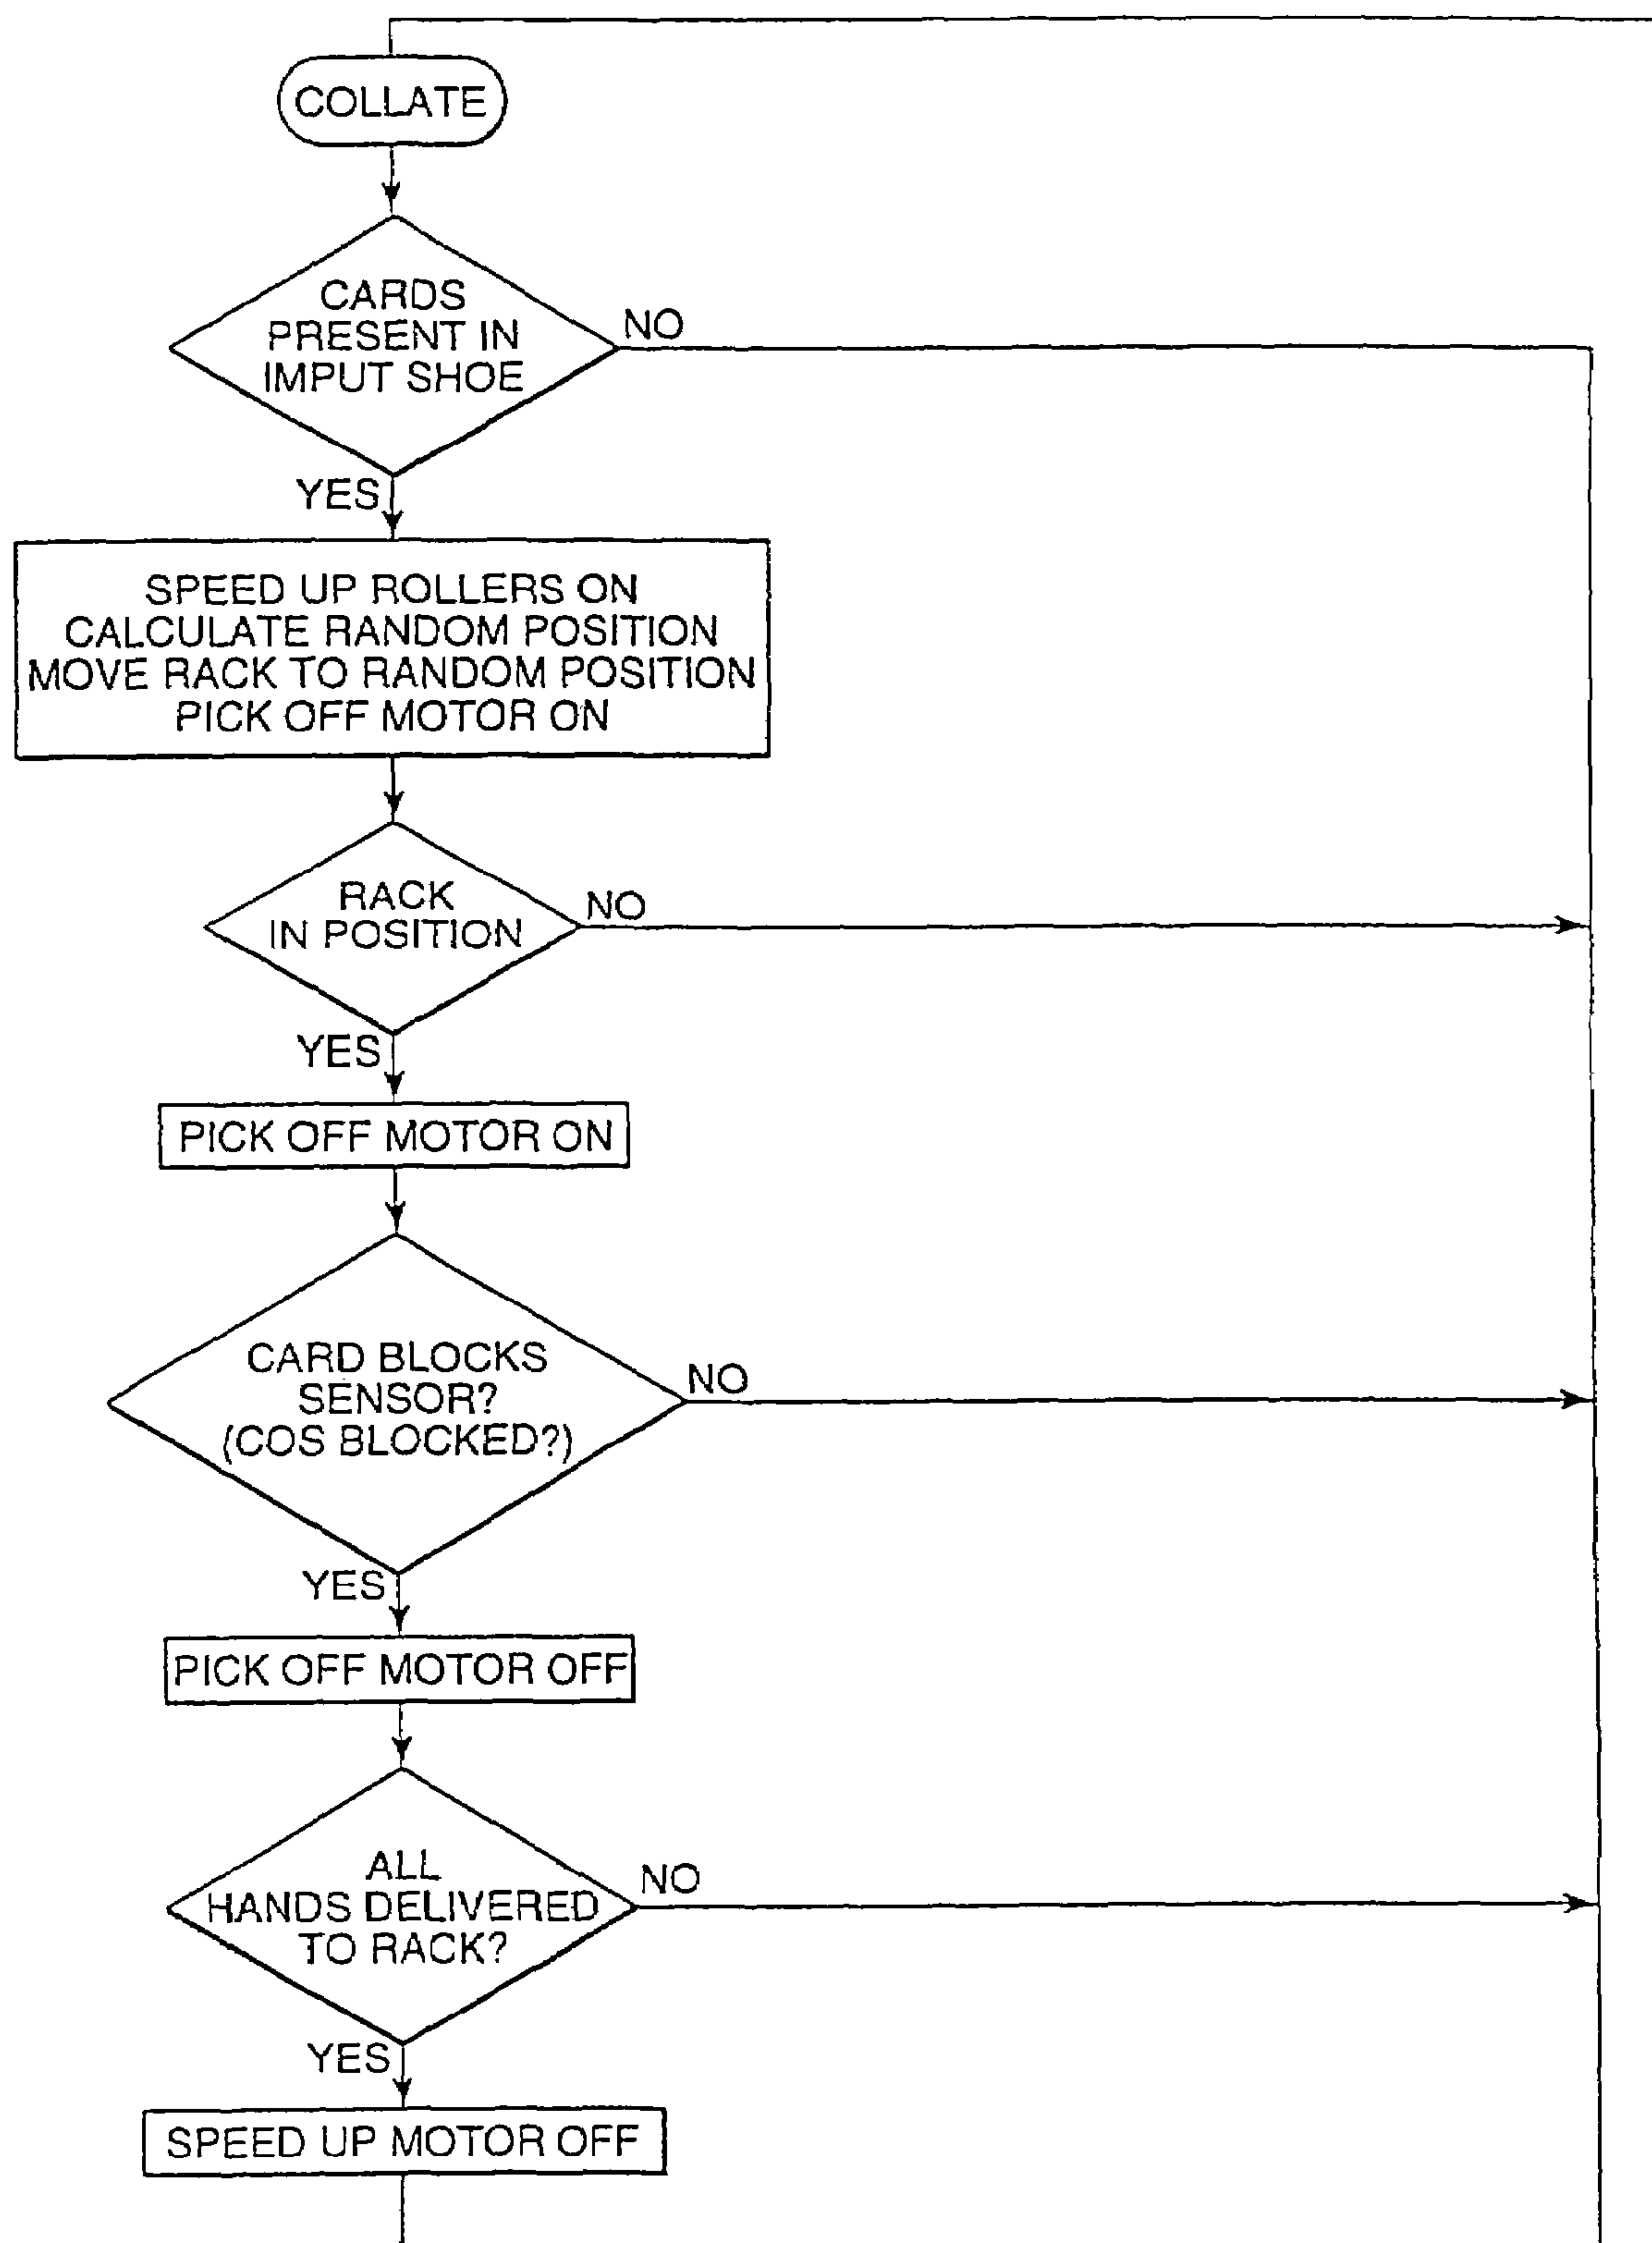 COLLATE
CARDS
PRESENT IN
IMPUT SHOE
NO
YES
SPEED UP ROLLERS ON
CALCULATE RANDOM POSITION
MOVE RACK TO RANDOM POSITION
PICK OFF MOTOR ON
RACK
IN POSITION
NO
YES
PICK OFF MOTOR ON
CARD BLOCKS
SENSOR?
(COS BLOCKED?)
NO
YES
PICK OFF MOTOR OFF
ALL
HANDS DELIVERED
TO RACK?
NO
YES
SPEED UP MOTOR OFF